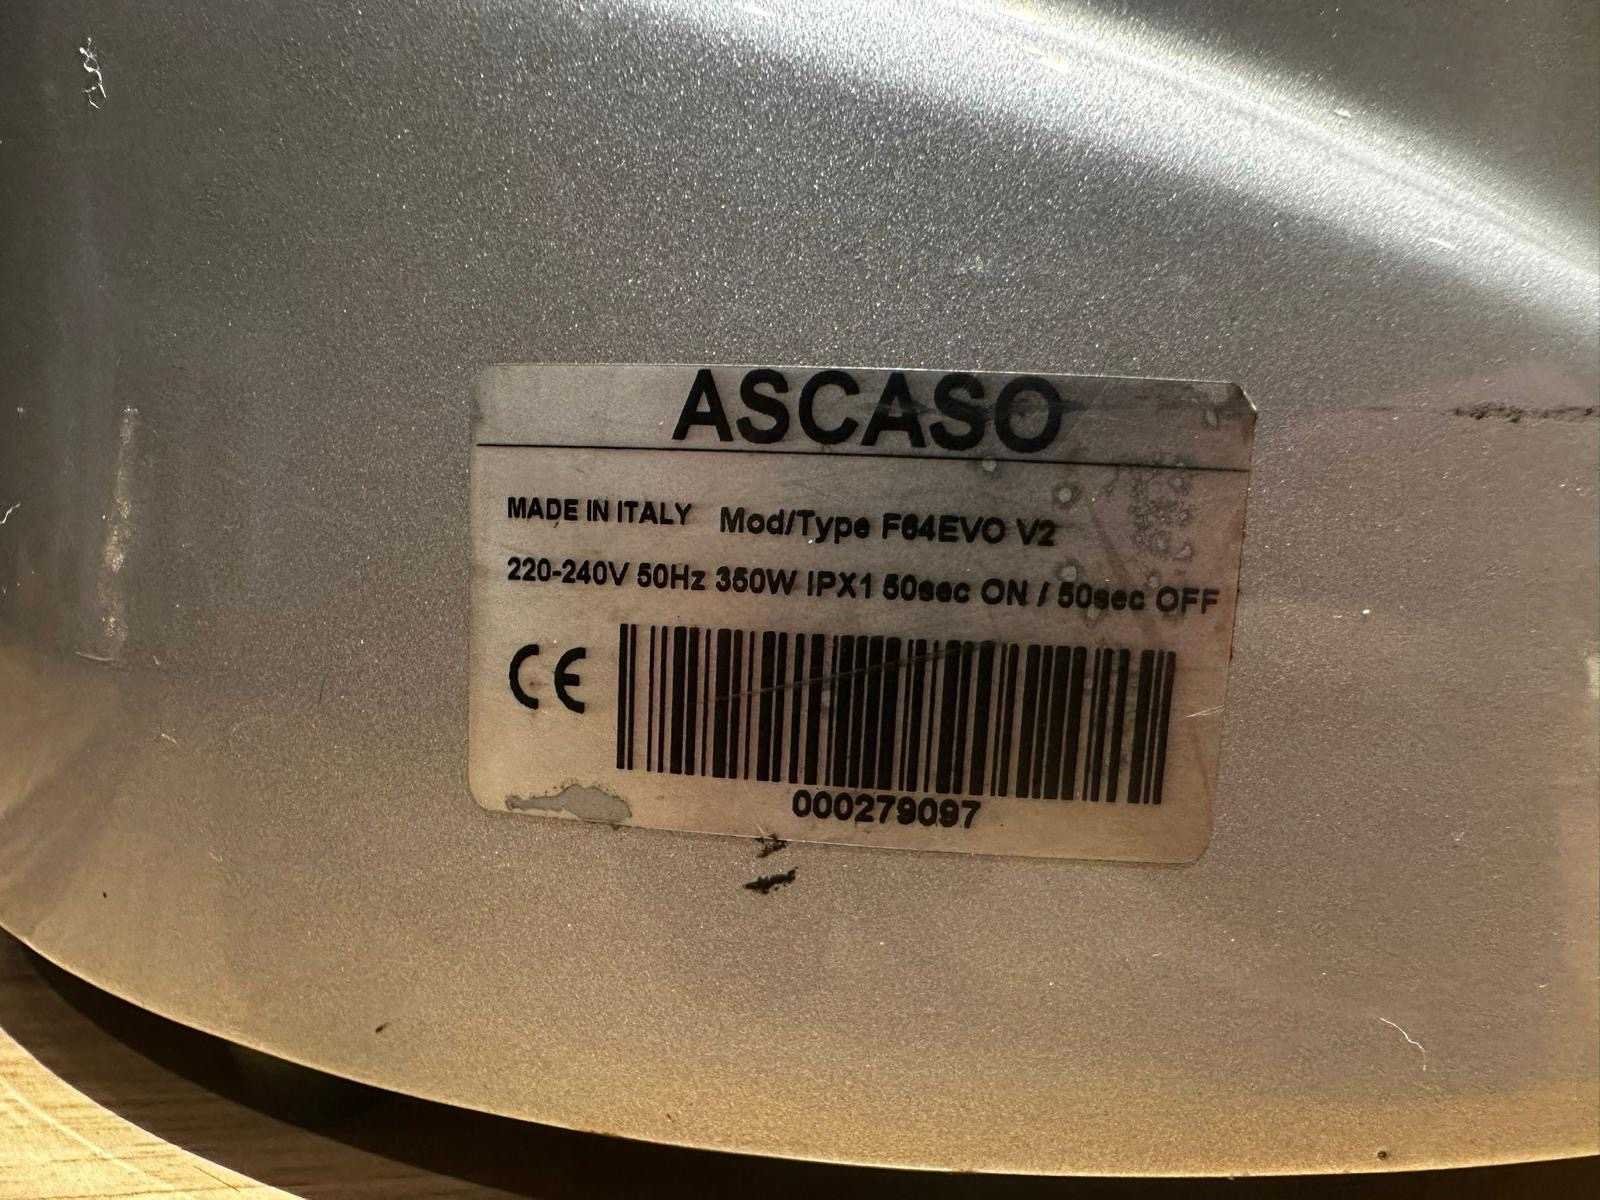 ASCASO
MADE IN ITALY Mod/Type F64EVO V2
220-240V 50Hz 350W IPX1 50sec ON / 50sec OFF
CE
000279097